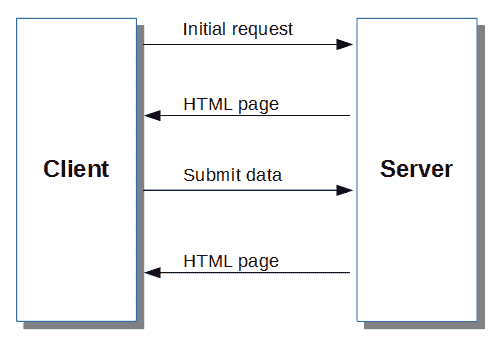 Initial request
HTML page
Client
Server
Submit data
HTML page